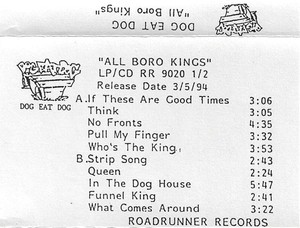 DOG EAT DOG
"All Boro Kings"
"ALL BORO KINGS"
LP/CD RR 9020 1/2
Release Date 3/5/94
DOG EAT DOG
A.If These Are Good Times 3:06
Think 3:05
No Fronts 4:35
Pull My Finger 3:32
Who's The King, 3:53
B.Strip Song 2:43
Queen 2:24
In The Dog House 5:47
Funnel King 4:41
What Comes Around 3:22
ROADRUNNER RECORDS